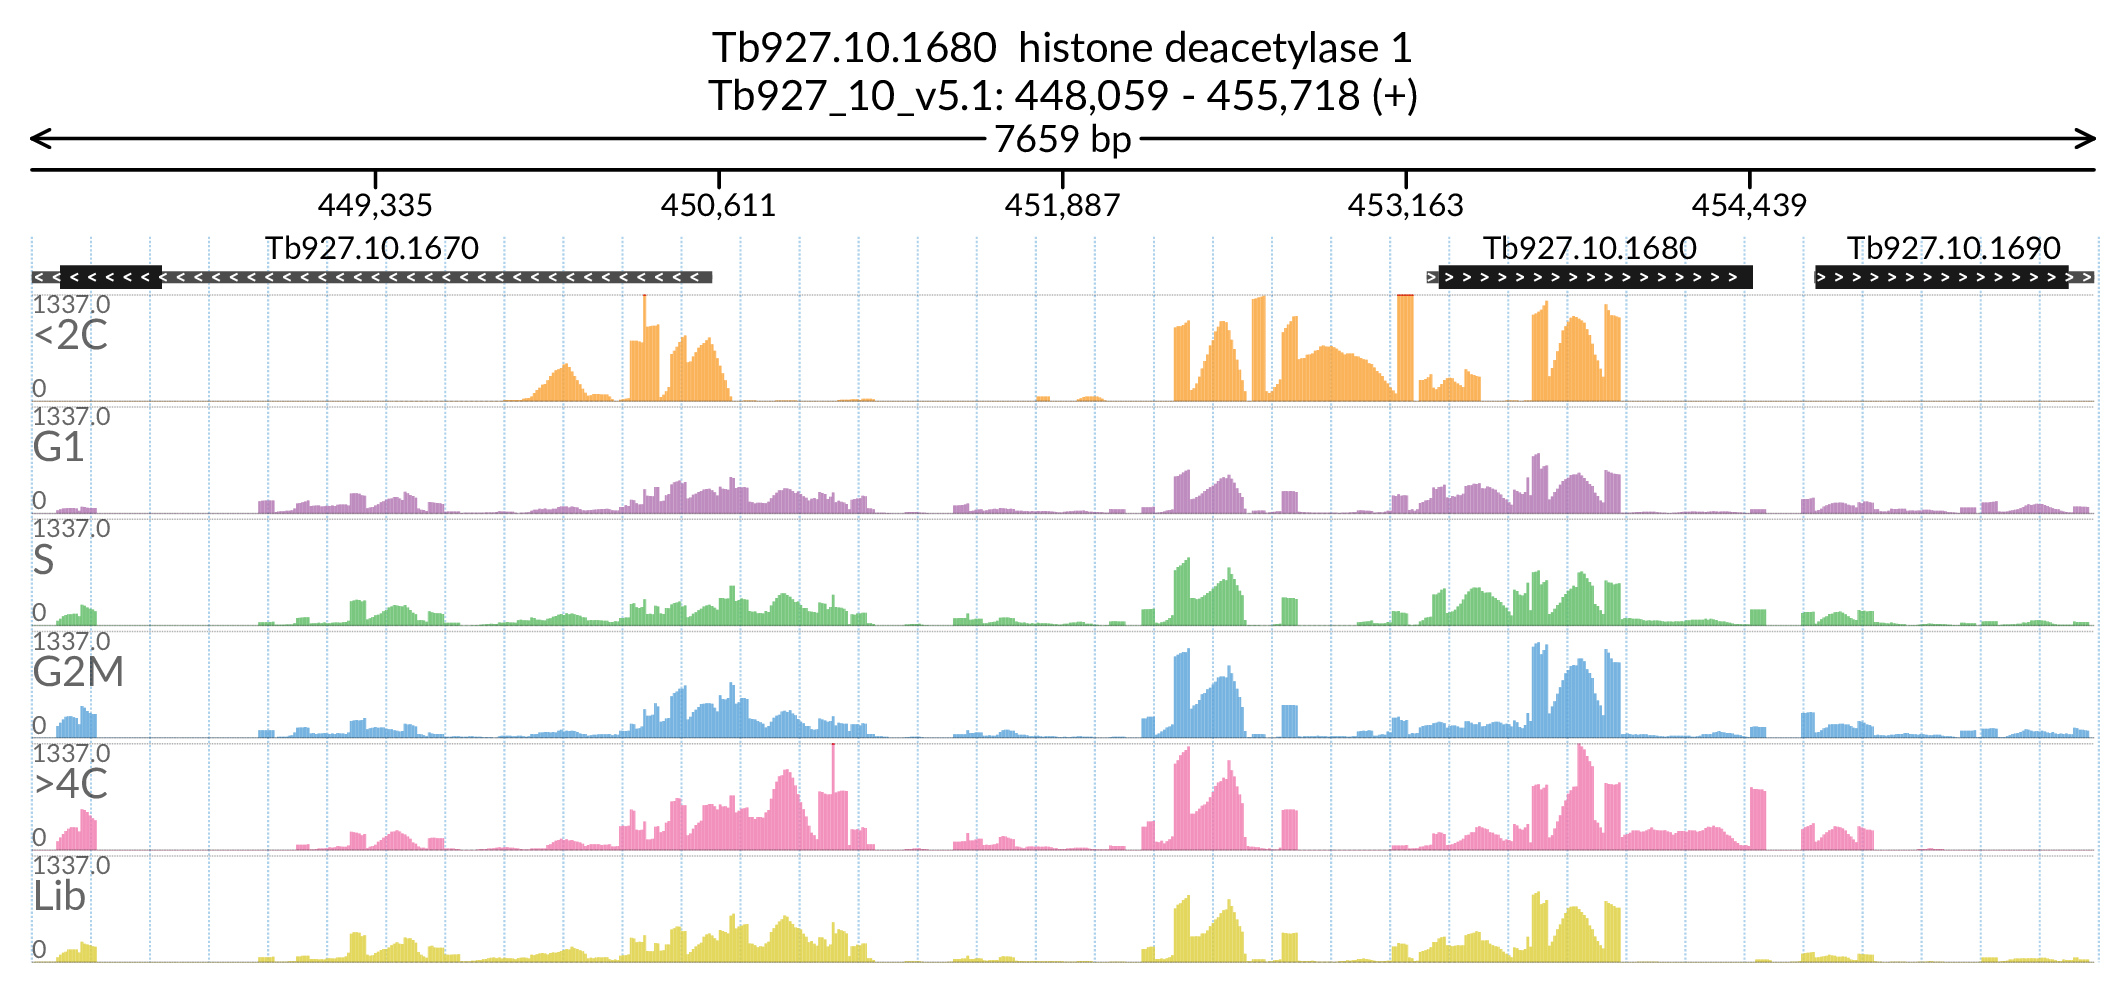 Tb927.10.1680  histone deacetylase 1
Tb927_10_v5.1: 448,059 - 455,718 (+)
7659 bp
449,335 450,611 451,887 453,163 454,439
Tb927.10.1670 Tb927.10.1680 Tb927.10.1690
1337.0
<2C
0
1337.0
G1
0
1337.0
S
0
1337.0
G2M
0
1337.0
>4C
0
1337.0
Lib
0